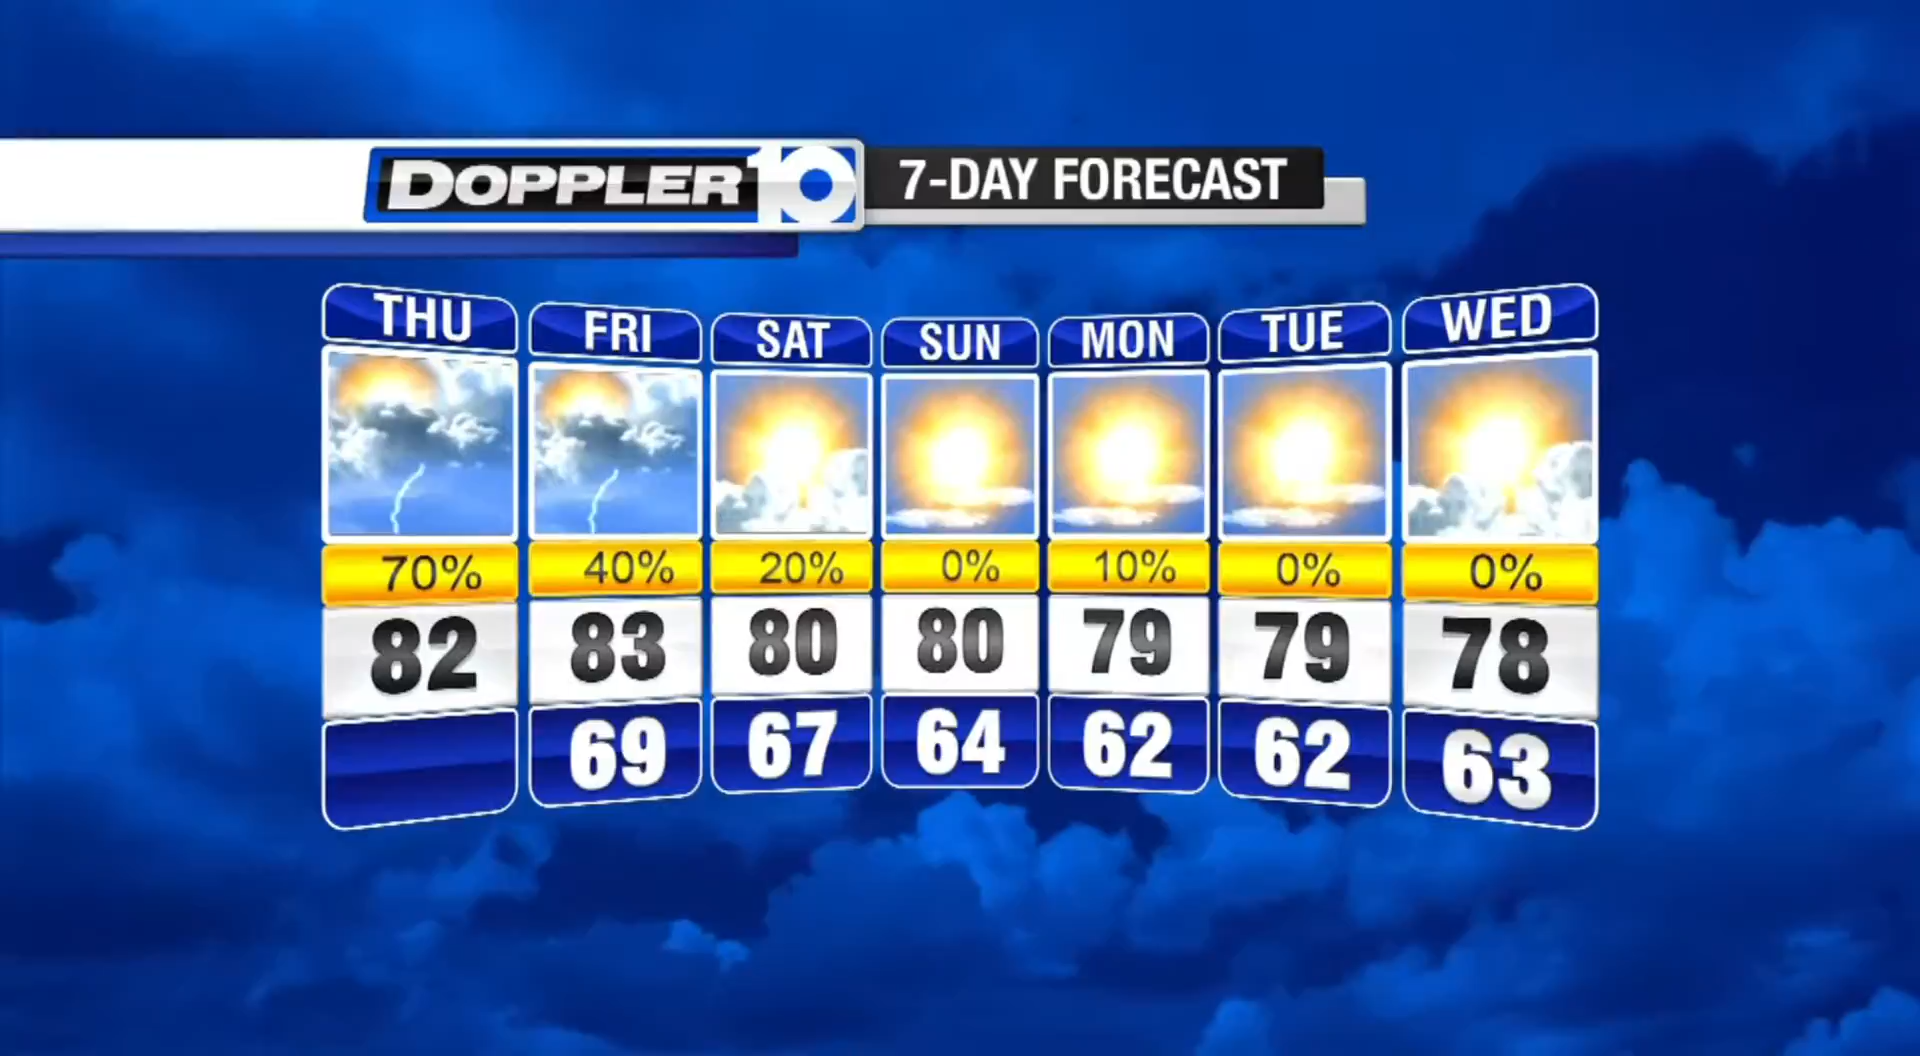 DOPPLER 10 7-DAY FORECAST
THU FRI SAT SUN MON TUE WED
70% 40% 20% 0% 10% 0% 0%
82 83 80 80 79 79 78
69 67 64 62 62 63